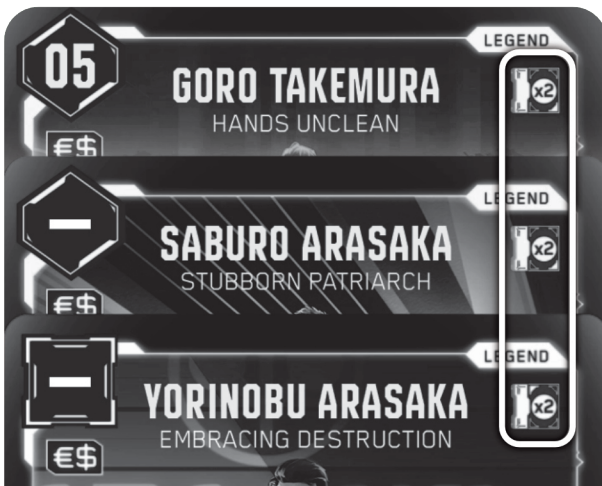 LEGEND
05
GORO TAKEMURA
x2
HANDS UNCLEAN
€$
LEGEND
–
SABURO ARASAKA
x2
STUBBORN PATRIARCH
€$
LEGEND
–
YORINOBU ARASAKA
x2
EMBRACING DESTRUCTION
€$